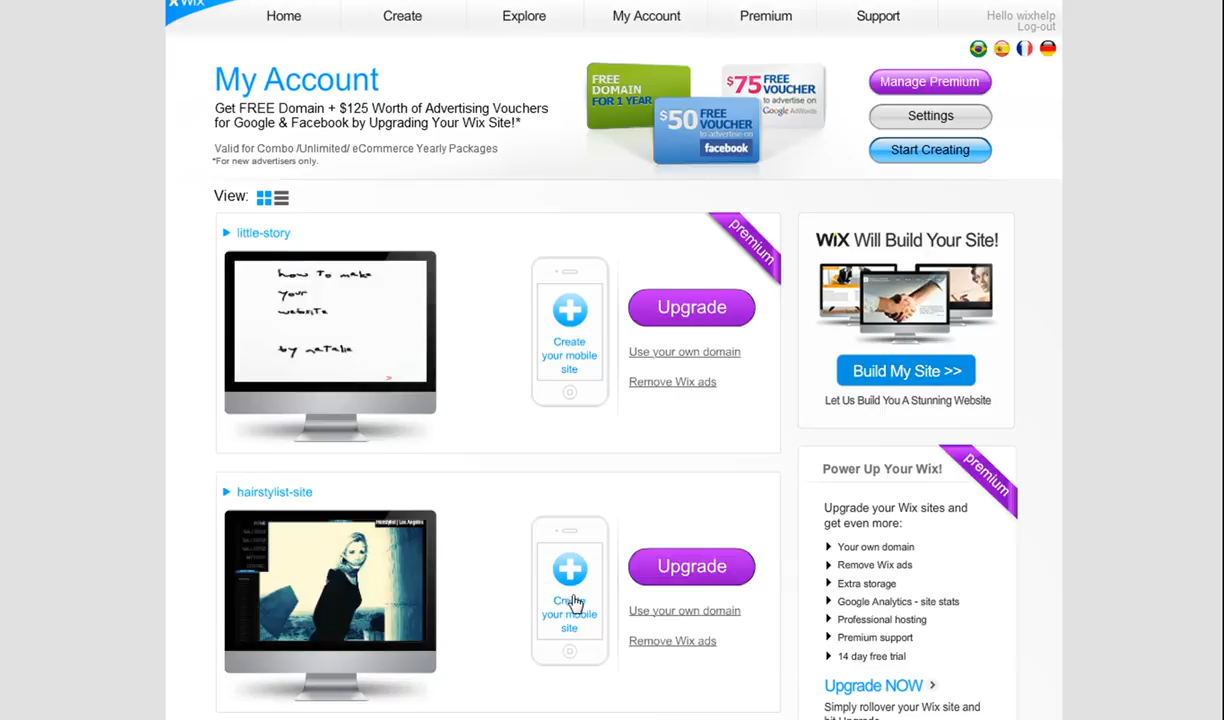 WiX
Home
Create
Explore
My Account
Premium
Support
Hello wixhelp
Log-out
My Account
Get FREE Domain + $125 Worth of Advertising Vouchers
for Google & Facebook by Upgrading Your Wix Site!*
Valid for Combo /Unlimited/ eCommerce Yearly Packages
*For new advertisers only.
FREE
DOMAIN
FOR 1 YEAR
$75 FREE
VOUCHER
to advertise on
Google AdWords
$50 FREE
VOUCHER
to advertise on
facebook
Manage Premium
Settings
Start Creating
View:
little-story
premium
how To make
your
website
by natalie
>
Create
your mobile
site
Upgrade
Use your own domain
Remove Wix ads
hairstylist-site
Hairstylist | Los Angeles
Create
your mobile
site
Upgrade
Use your own domain
Remove Wix ads
WiX Will Build Your Site!
Build My Site >>
Let Us Build You A Stunning Website
premium
Power Up Your Wix!
Upgrade your Wix sites and
get even more:
Your own domain
Remove Wix ads
Extra storage
Google Analytics - site stats
Professional hosting
Premium support
14 day free trial
Upgrade NOW >
Simply rollover your Wix site and
hit Upgrade